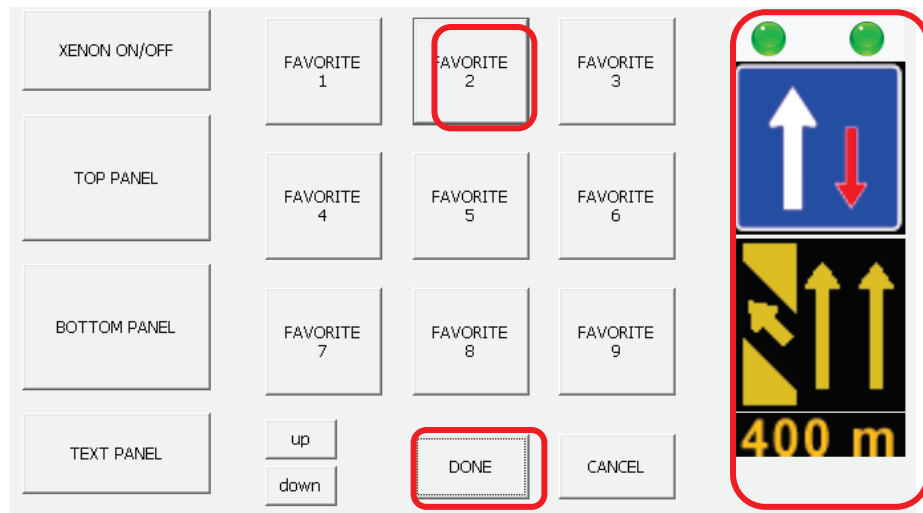 XENON ON/OFF
TOP PANEL
BOTTOM PANEL
TEXT PANEL
FAVORITE
1
FAVORITE
2
FAVORITE
3
FAVORITE
4
FAVORITE
5
FAVORITE
6
FAVORITE
7
FAVORITE
8
FAVORITE
9
up
down
DONE
CANCEL
400 m